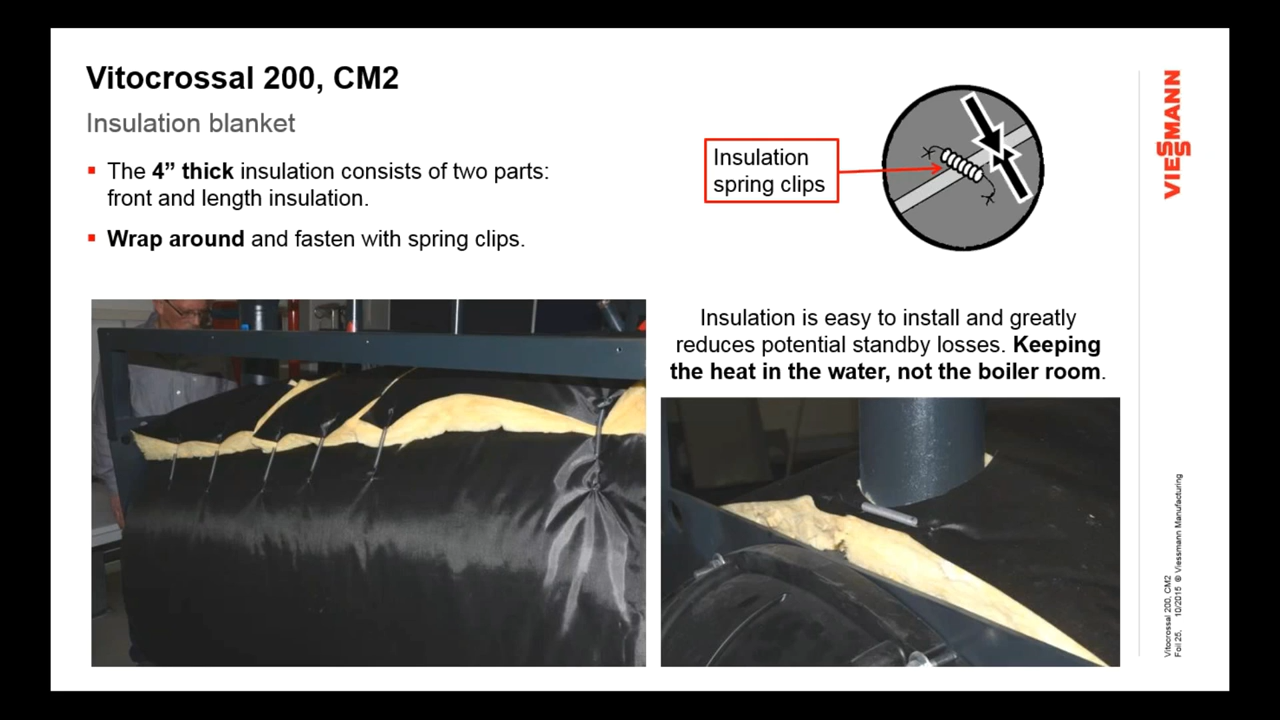 Vitocrossal 200, CM2
Insulation blanket
▪ The 4” thick insulation consists of two parts:
front and length insulation.
▪ Wrap around and fasten with spring clips.
Insulation
spring clips
Insulation is easy to install and greatly
reduces potential standby losses. Keeping
the heat in the water, not the boiler room.
VIESSMANN
Vitocrossal 200, CM2
Foil 25, 10/2015 © Viessmann Manufacturing